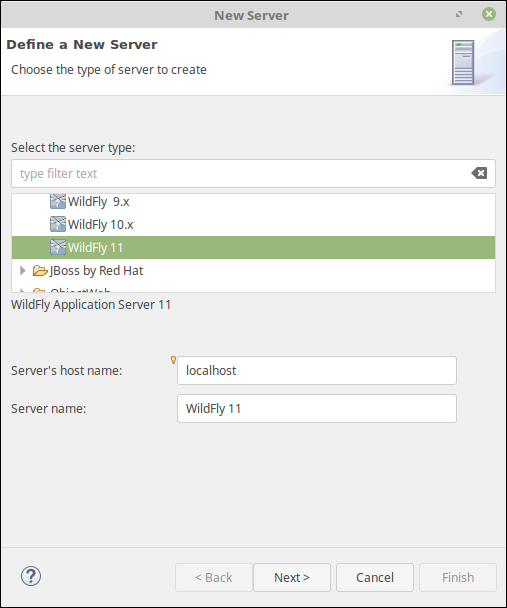 New Server
Define a New Server
Choose the type of server to create
Select the server type:
type filter text
WildFly  9.x
WildFly 10.x
WildFly 11
JBoss by Red Hat
ObjectWeb
WildFly Application Server 11
Server's host name: localhost
Server name: WildFly 11
? < Back Next > Cancel Finish